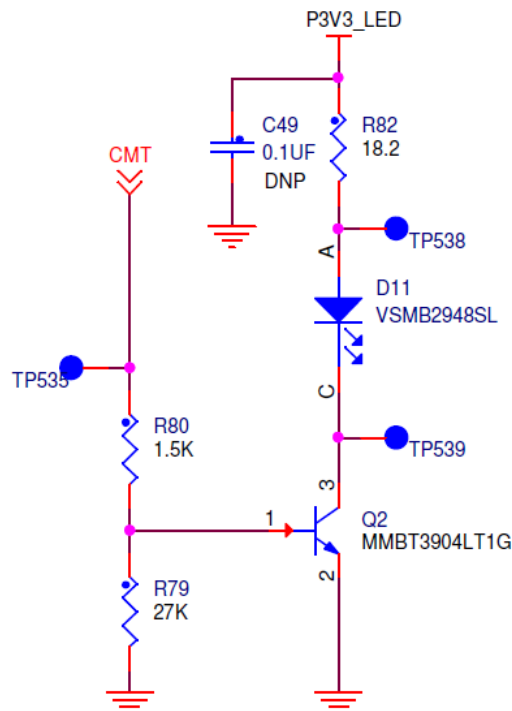 P3V3_LED
C49
0.1UF
DNP
R82
18.2
CMT
TP538
A
D11
VSMB2948SL
TP535
C
R80
1.5K
TP539
3
1
Q2
MMBT3904LT1G
2
R79
27K